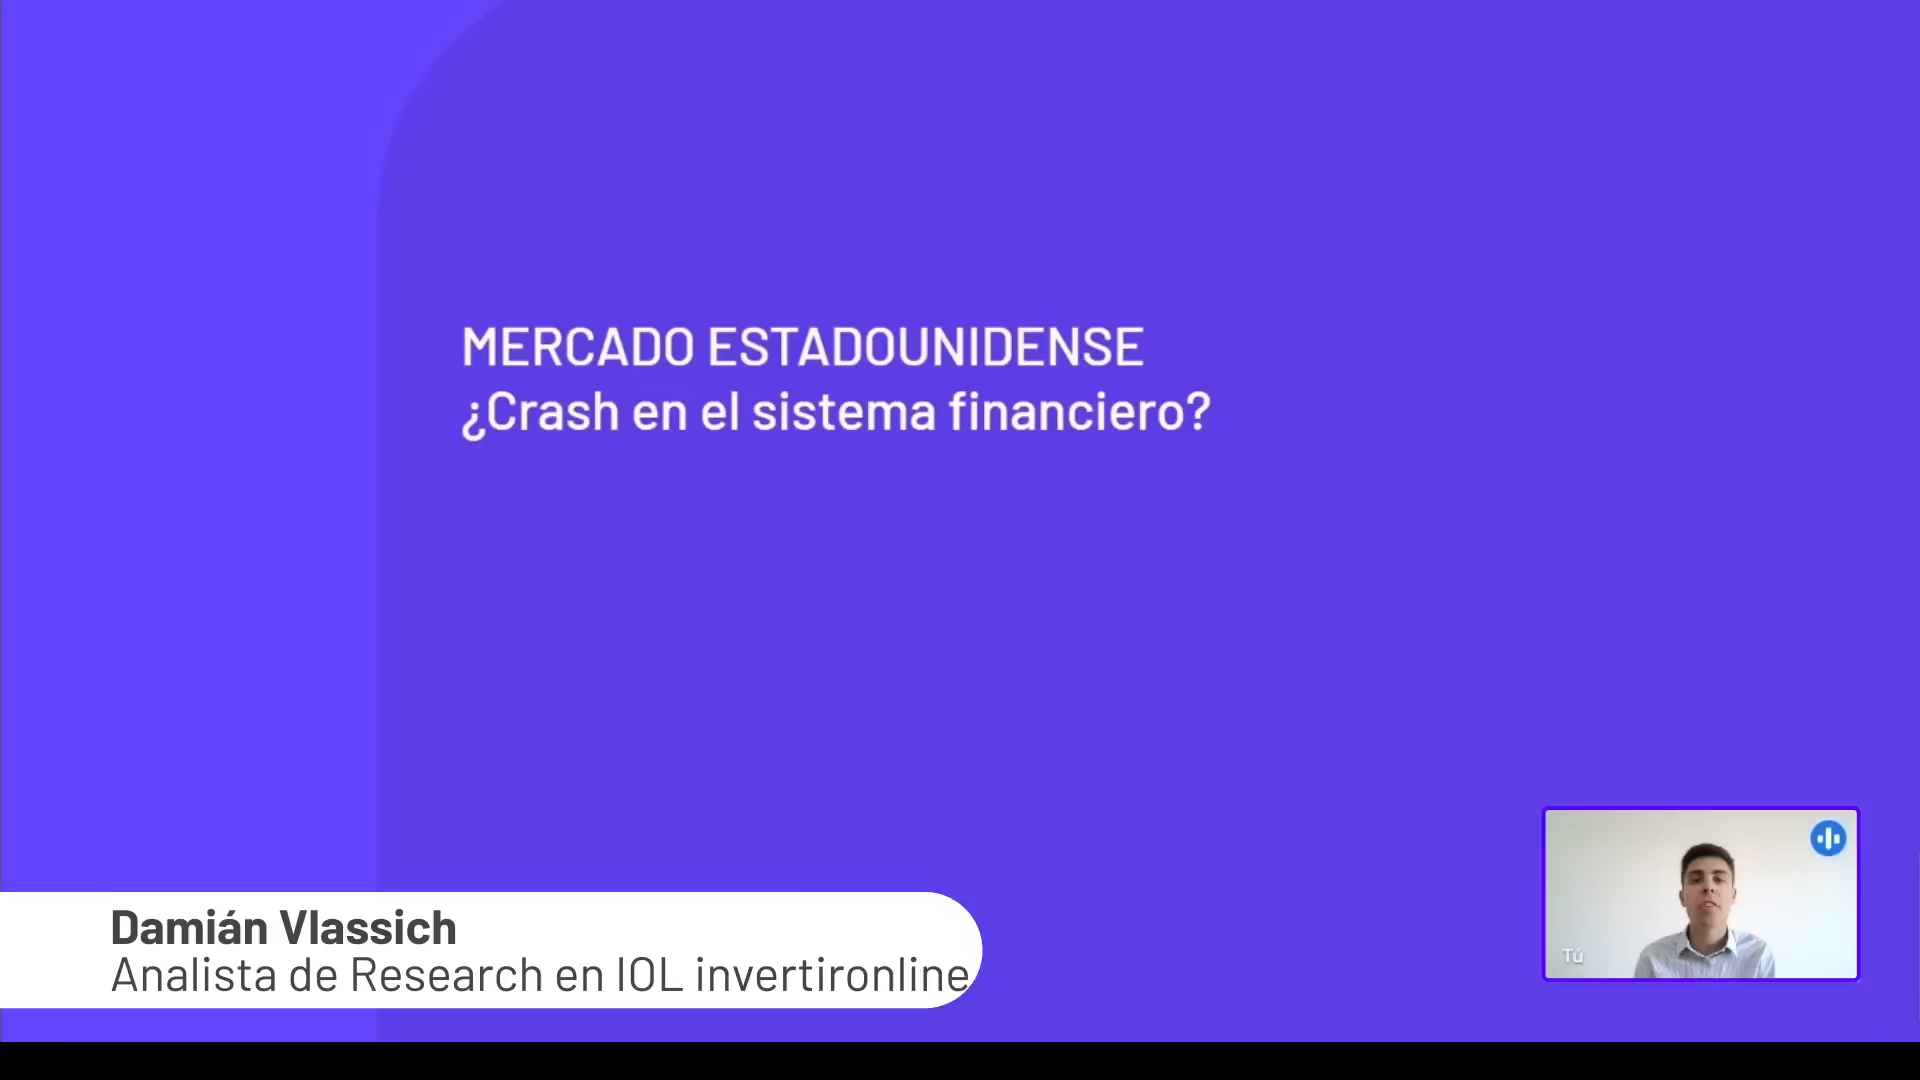 MERCADO ESTADOUNIDENSE
¿Crash en el sistema financiero?
Damián Vlassich
Analista de Research en IOL invertironline
Tú